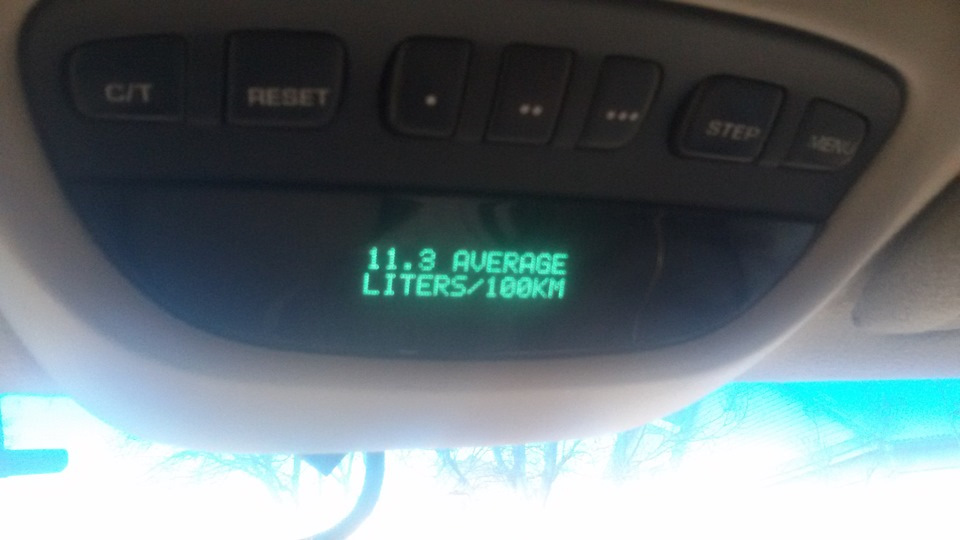 C/T RESET • •• ••• STEP MENU
11.3 AVERAGE
LITERS/100KM